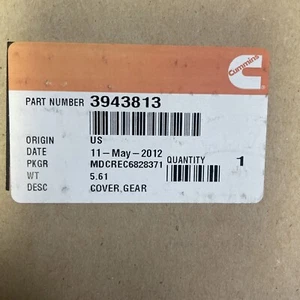 Cummins
PART NUMBER 3943813
ORIGIN US
DATE 11-May-2012
PKGR MDCREC6828371 QUANTITY 1
WT 5.61
DESC COVER,GEAR